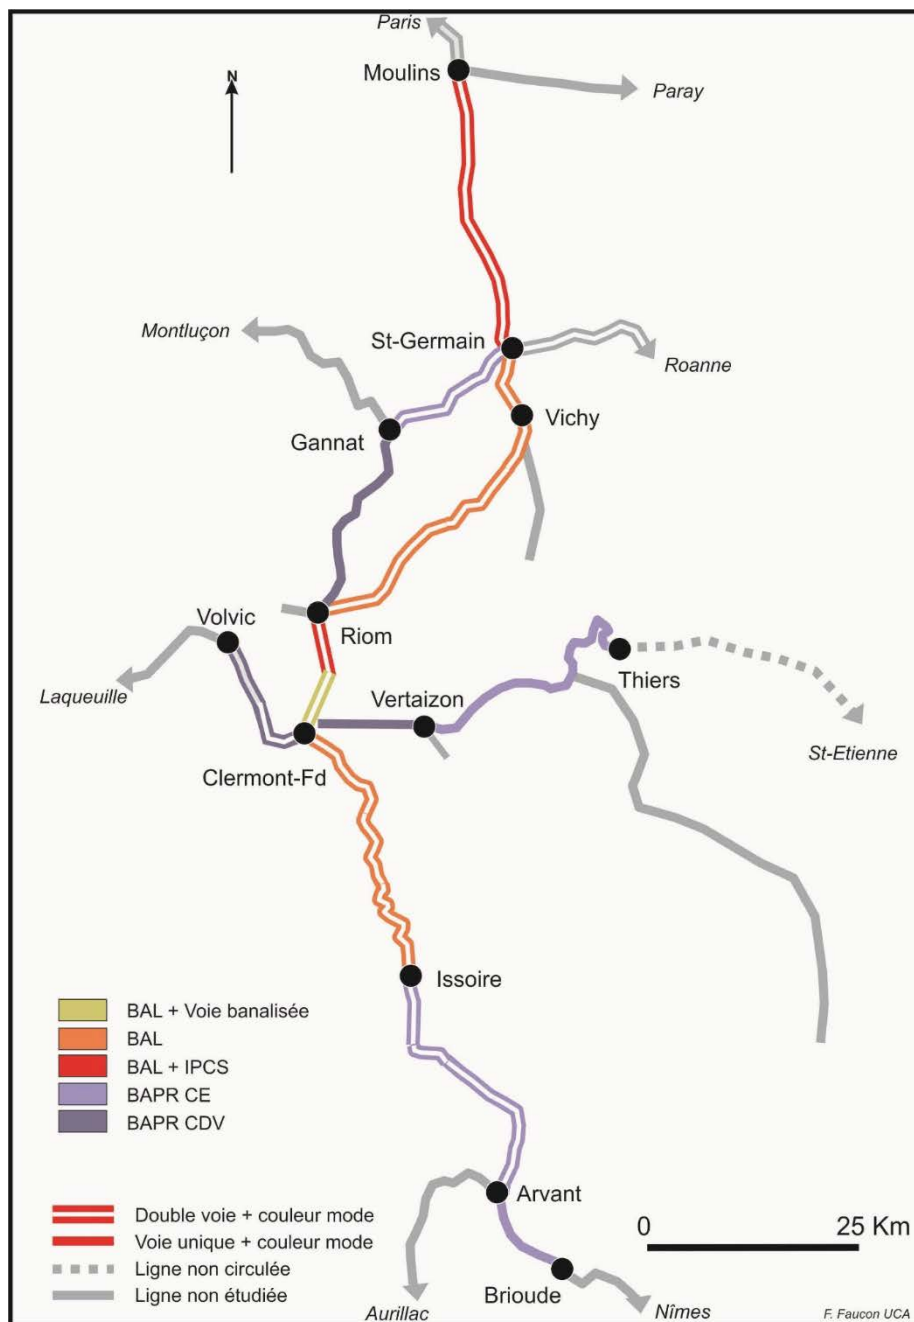 Paris
N
Moulins
Paray
Montluçon
St-Germain
Roanne
Gannat
Vichy
Volvic
Riom
Laqueuille
Vertaizon
Thiers
St-Etienne
Clermont-Fd
Issoire
BAL + Voie banalisée
BAL
BAL + IPCS
BAPR CE
BAPR CDV
Arvant
Double voie + couleur mode
Voie unique + couleur mode
Ligne non circulée
Ligne non étudiée
0 25 Km
Brioude
Aurillac
Nîmes
F. Faucon UCA